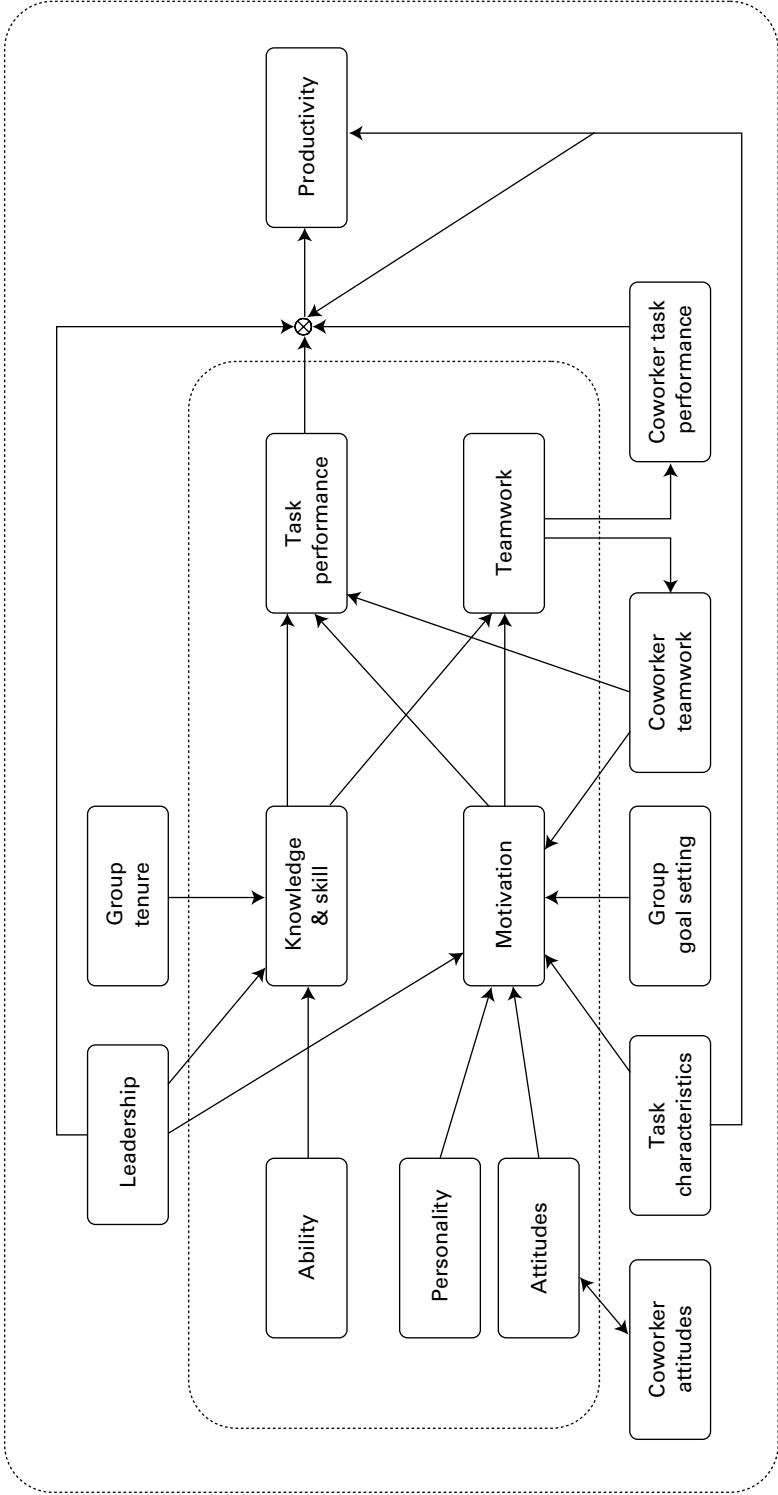 Leadership
Group
tenure
Ability
Knowledge
& skill
Task
performance
Productivity
Personality
Attitudes
Motivation
Teamwork
Coworker
attitudes
Task
characteristics
Group
goal setting
Coworker
teamwork
Coworker task
performance